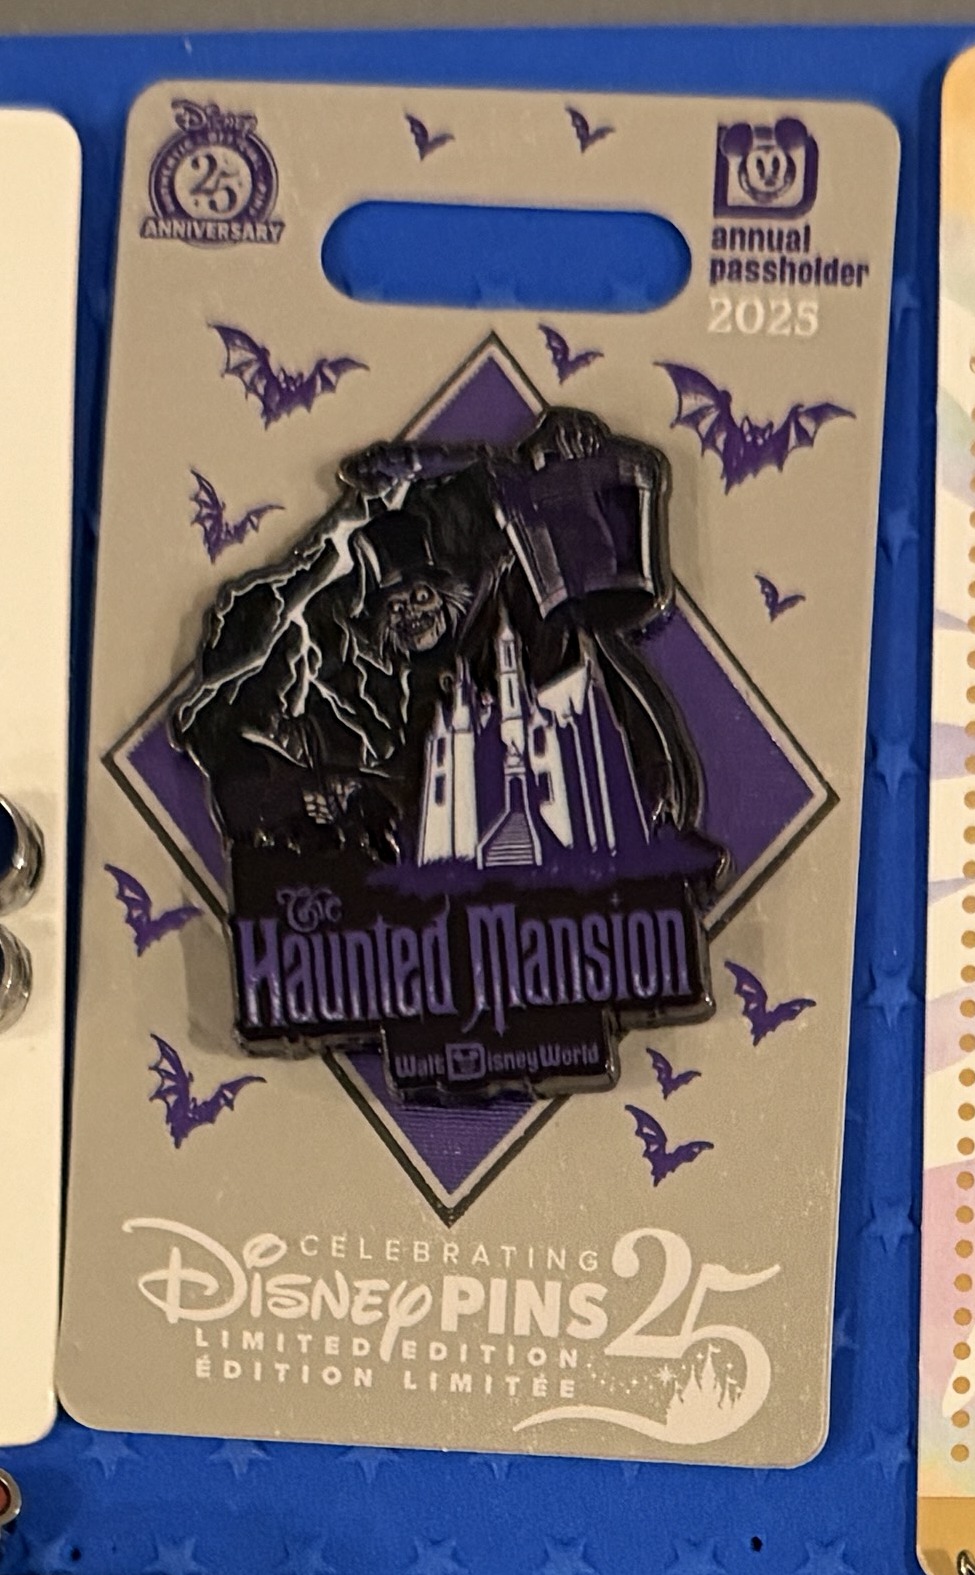 Disney
25
ANNIVERSARY
annual
passholder
2025
The
Haunted Mansion
Walt Disney World
CELEBRATING
Disney PINS 25
LIMITED EDITION
ÉDITION LIMITÉE